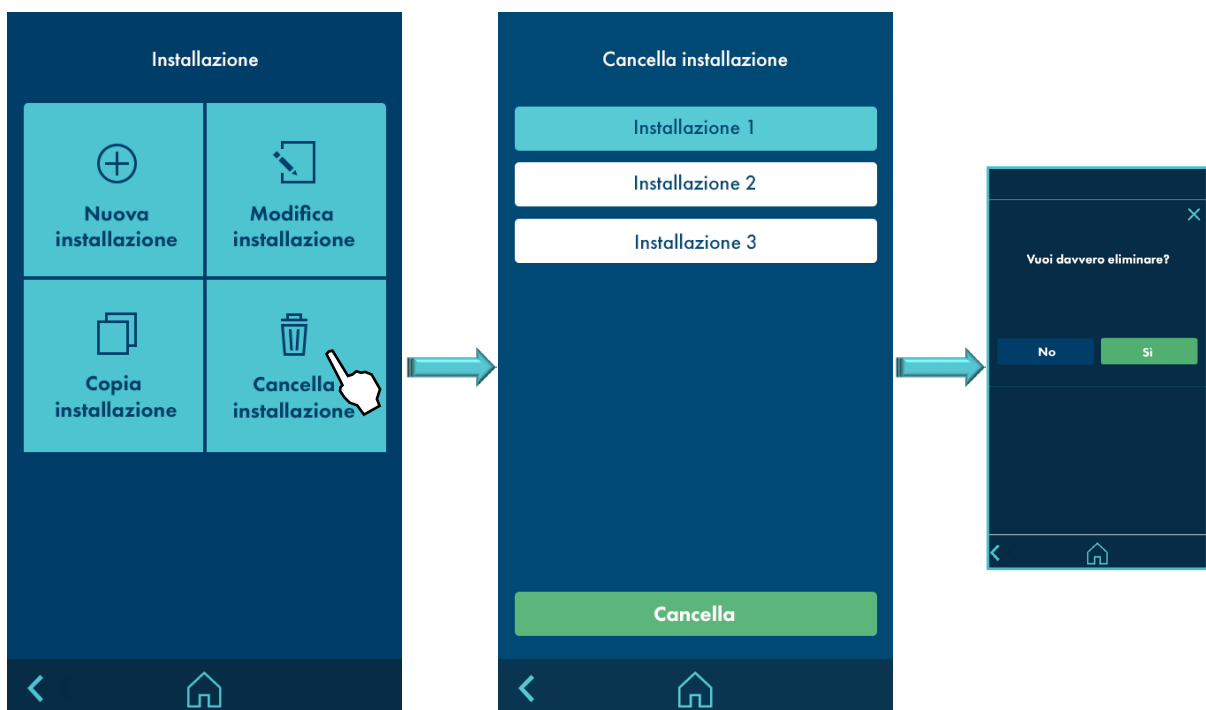 Installazione
Nuova
installazione
Modifica
installazione
Copia
installazione
Cancella
installazione
Cancella installazione
Installazione 1
Installazione 2
Installazione 3
Cancella
Vuoi davvero eliminare?
No
Sì